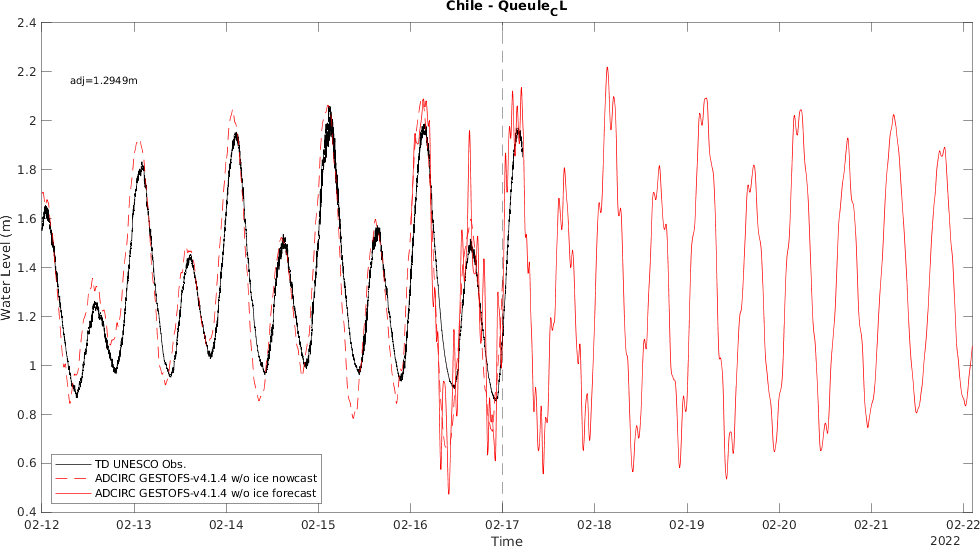 Chile - Queule_CL
2.4
2.2
2
1.8
1.6
1.4
1.2
1
0.8
0.6
0.4
Water Level (m)
adj=1.2949m
TD UNESCO Obs.
ADCIRC GESTOFS-v4.1.4 w/o ice nowcast
ADCIRC GESTOFS-v4.1.4 w/o ice forecast
02-12 02-13 02-14 02-15 02-16 02-17 02-18 02-19 02-20 02-21 02-22
Time 2022